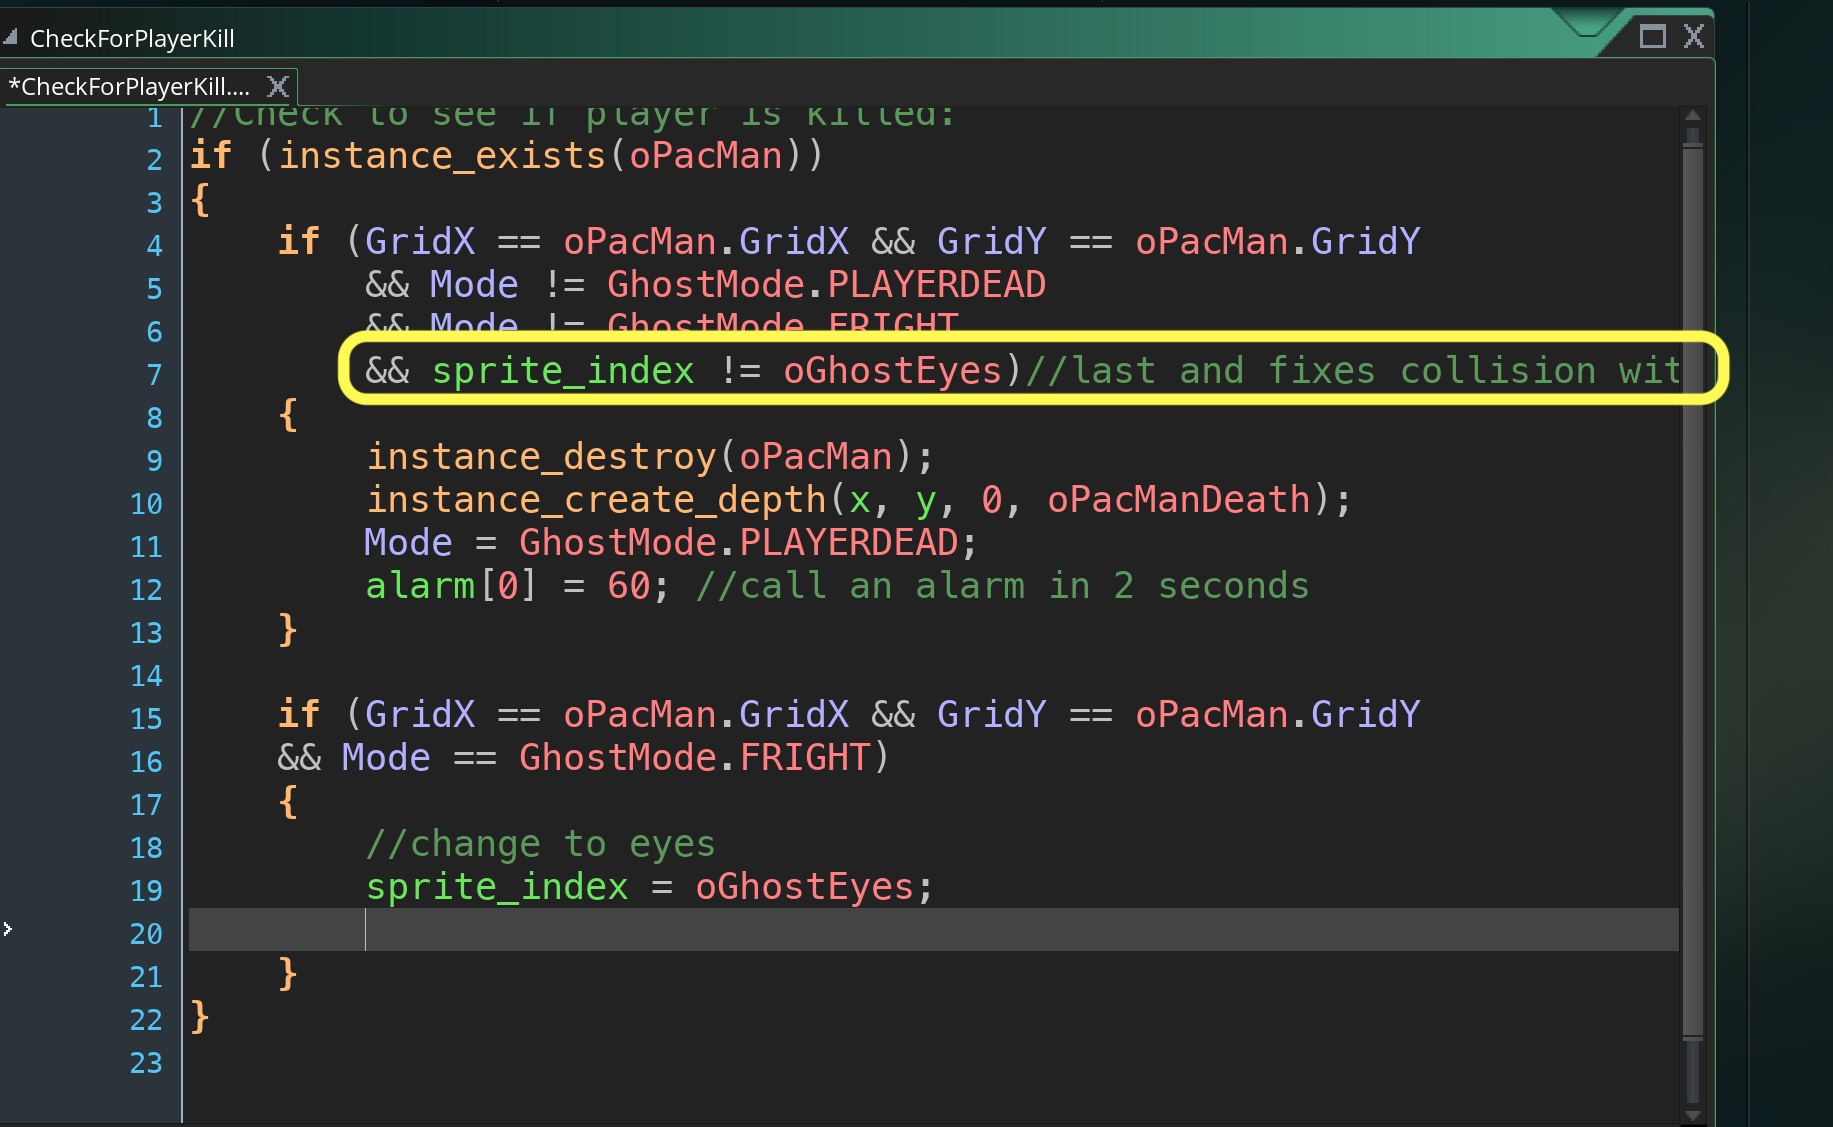 CheckForPlayerKill
*CheckForPlayerKill....
1 //Check to see if player is killed:
2 if (instance_exists(oPacMan))
3 {
4 if (GridX == oPacMan.GridX && GridY == oPacMan.GridY
5 && Mode != GhostMode.PLAYERDEAD
6 && Mode != GhostMode.FRIGHT
7 && sprite_index != oGhostEyes)//last and fixes collision wit
8 {
9 instance_destroy(oPacMan);
10 instance_create_depth(x, y, 0, oPacManDeath);
11 Mode = GhostMode.PLAYERDEAD;
12 alarm[0] = 60; //call an alarm in 2 seconds
13 }
14
15 if (GridX == oPacMan.GridX && GridY == oPacMan.GridY
16 && Mode == GhostMode.FRIGHT)
17 {
18 //change to eyes
19 sprite_index = oGhostEyes;
20
21 }
22 }
23